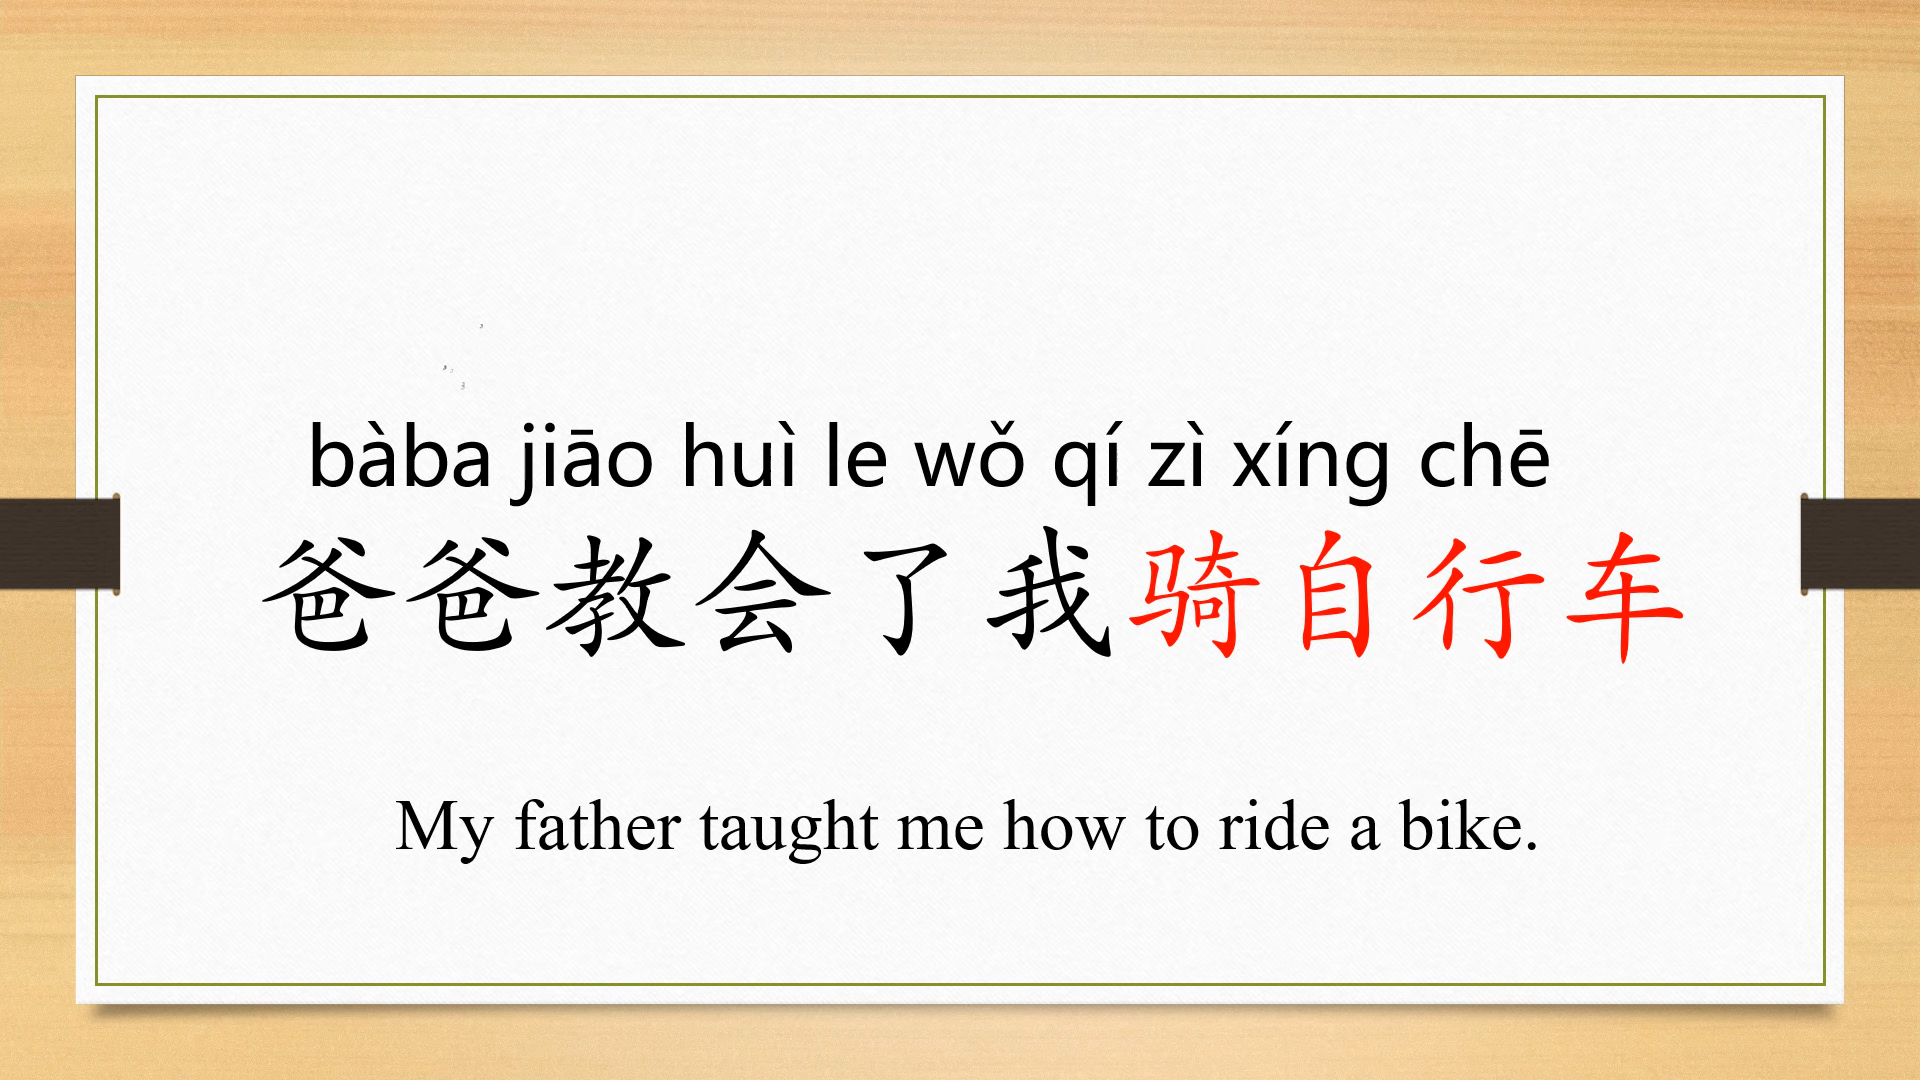 bàba jiāo huì le wǒ qí zì xíng chē
爸爸教会了我骑自行车
My father taught me how to ride a bike.